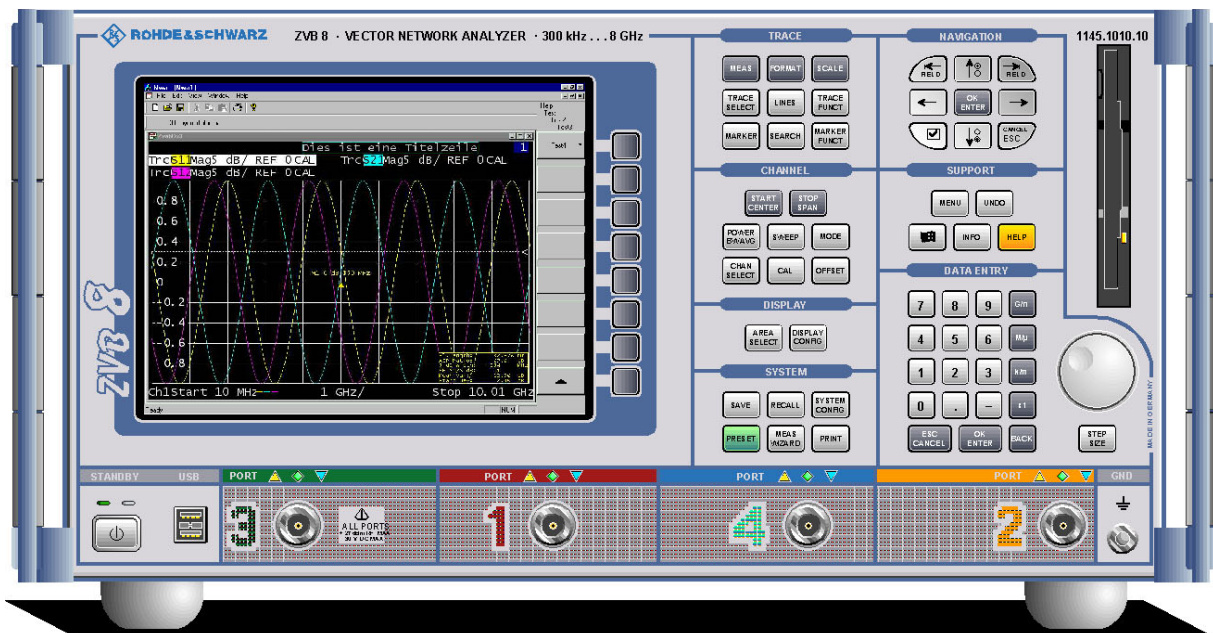 ROHDE&SCHWARZ
ZVB 8 · VECTOR NETWORK ANALYZER · 300 kHz ... 8 GHz
1145.1010.10
TRACE
MEAS FORMAT SCALE
TRACE SELECT LINES TRACE FUNCT
MARKER SEARCH MARKER FUNCT
CHANNEL
START CENTER STOP SPAN
POWER BW AVG SWEEP MODE
CHAN SELECT CAL OFFSET
DISPLAY
AREA SELECT DISPLAY CONFIG
SYSTEM
SAVE RECALL SYSTEM CONFIG
PRESET MEAS WIZARD PRINT
NAVIGATION
FIELD FIELD
OK ENTER
CANCEL ESC
SUPPORT
MENU UNDO
INFO HELP
DATA ENTRY
7 8 9 G/n
4 5 6 M/µ
1 2 3
0 . -
ESC CANCEL OK ENTER BACK
STEP SIZE
MADE IN GERMANY
File Edit View Window Help
Dies ist eine Titelzeile 1
Trc S11 Mag5 dB/ REF 0 CAL
Trc S21 Mag5 dB/ REF 0 CAL
Mag5 dB/ REF 0 CAL
0.8
0.6
0.4
0.2
0
-0.2
-0.4
0.8
Ch1Start 10 MHz
1 GHz/
Stop 10.01 GHz
ZVB 8
STANDBY
USB
PORT
PORT
PORT
PORT
GND
3
ALL PORTS
1
4
2